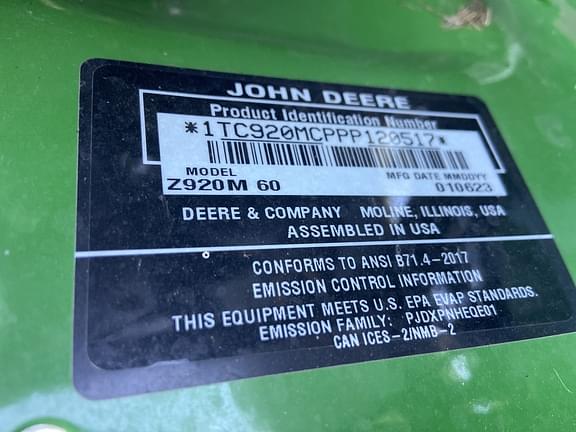 JOHN DEERE
Product Identification Number
*1TC920MCPPP120517*
MODEL MFG DATE MMDDYY
Z920M 60 010623
DEERE & COMPANY MOLINE, ILLINOIS, USA
ASSEMBLED IN USA
CONFORMS TO ANSI B71.4-2017
EMISSION CONTROL INFORMATION
THIS EQUIPMENT MEETS U.S. EPA EVAP STANDARDS.
EMISSION FAMILY: PJDXPNHEQE01
CAN ICES-2/NMB-2